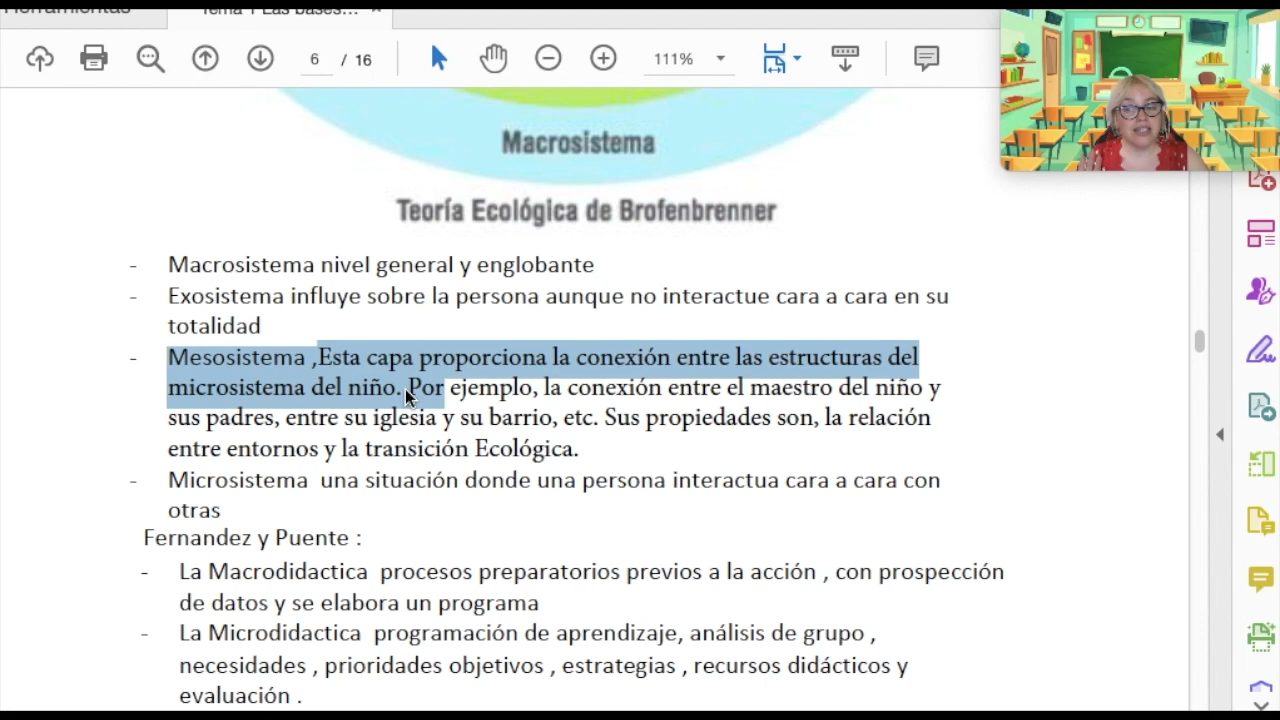 Tema 1 Las bases...
6 / 16
111%
Macrosistema
Teoría Ecológica de Brofenbrenner
- Macrosistema nivel general y englobante
- Exosistema influye sobre la persona aunque no interactue cara a cara en su
totalidad
- Mesosistema ,Esta capa proporciona la conexión entre las estructuras del
microsistema del niño. Por ejemplo, la conexión entre el maestro del niño y
sus padres, entre su iglesia y su barrio, etc. Sus propiedades son, la relación
entre entornos y la transición Ecológica.
- Microsistema una situación donde una persona interactua cara a cara con
otras
Fernandez y Puente :
- La Macrodidactica procesos preparatorios previos a la acción , con prospección
de datos y se elabora un programa
- La Microdidactica programación de aprendizaje, análisis de grupo ,
necesidades , prioridades objetivos , estrategias , recursos didácticos y
evaluación .